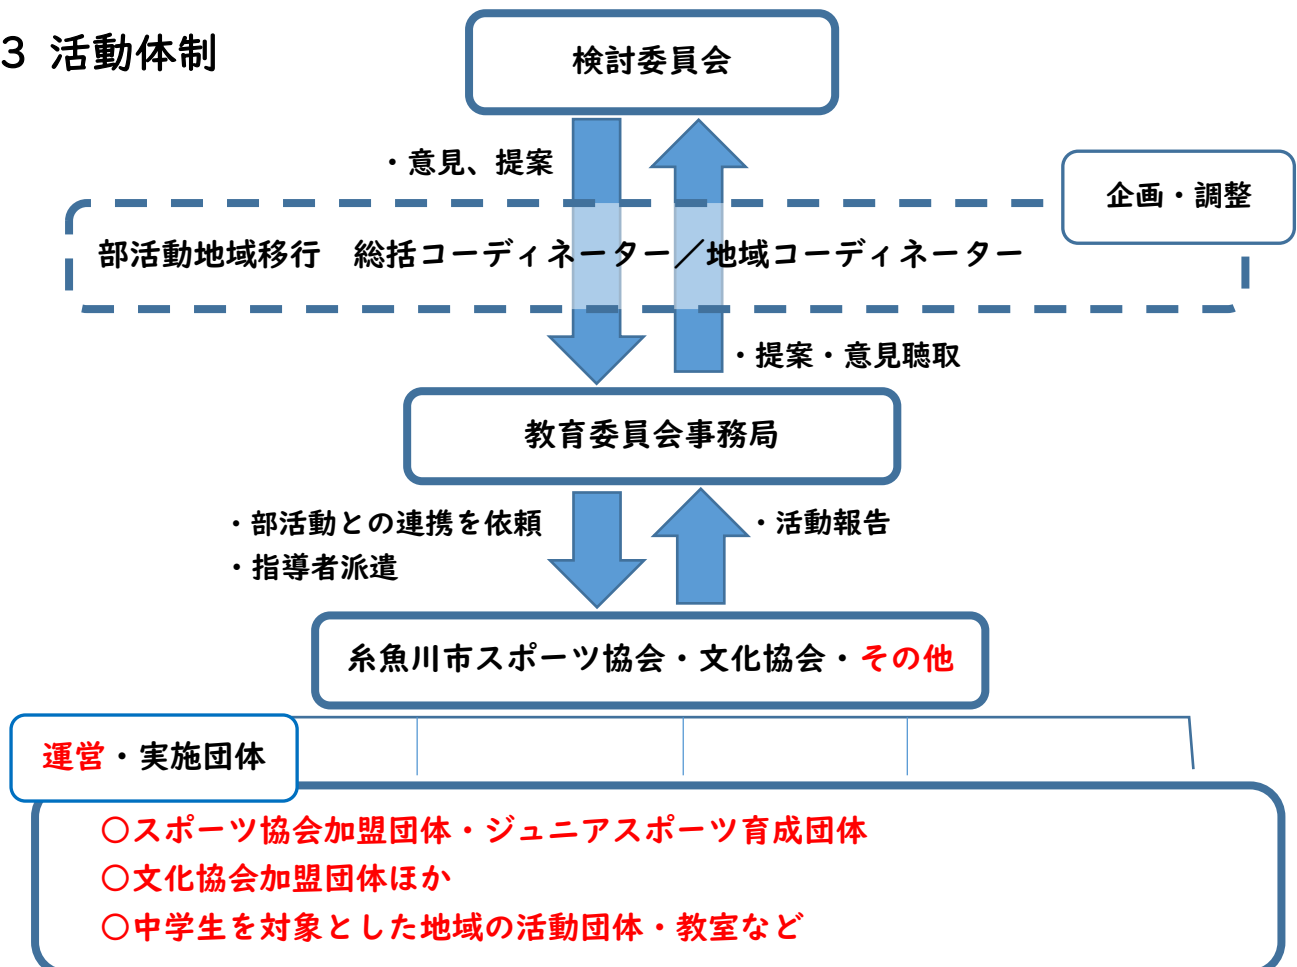 3 活動体制
検討委員会
・意見、提案
企画・調整
部活動地域移行 総括コーディネーター／地域コーディネーター
・提案・意見聴取
教育委員会事務局
・部活動との連携を依頼
・指導者派遣
・活動報告
糸魚川市スポーツ協会・文化協会・その他
運営・実施団体
○スポーツ協会加盟団体・ジュニアスポーツ育成団体
○文化協会加盟団体ほか
○中学生を対象とした地域の活動団体・教室など